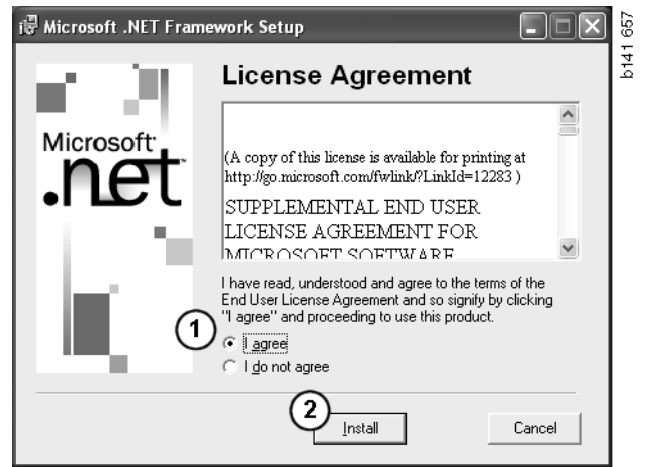 Microsoft .NET Framework Setup
b141 657
License Agreement
Microsoft
.net
(A copy of this license is available for printing at
http://go.microsoft.com/fwlink/?LinkId=12283 )
SUPPLEMENTAL END USER
LICENSE AGREEMENT FOR
MICROSOFT SOFTWARE
I have read, understood and agree to the terms of the
End User License Agreement and so signify by clicking
"I agree" and proceeding to use this product.
1
I agree
I do not agree
2
Install
Cancel